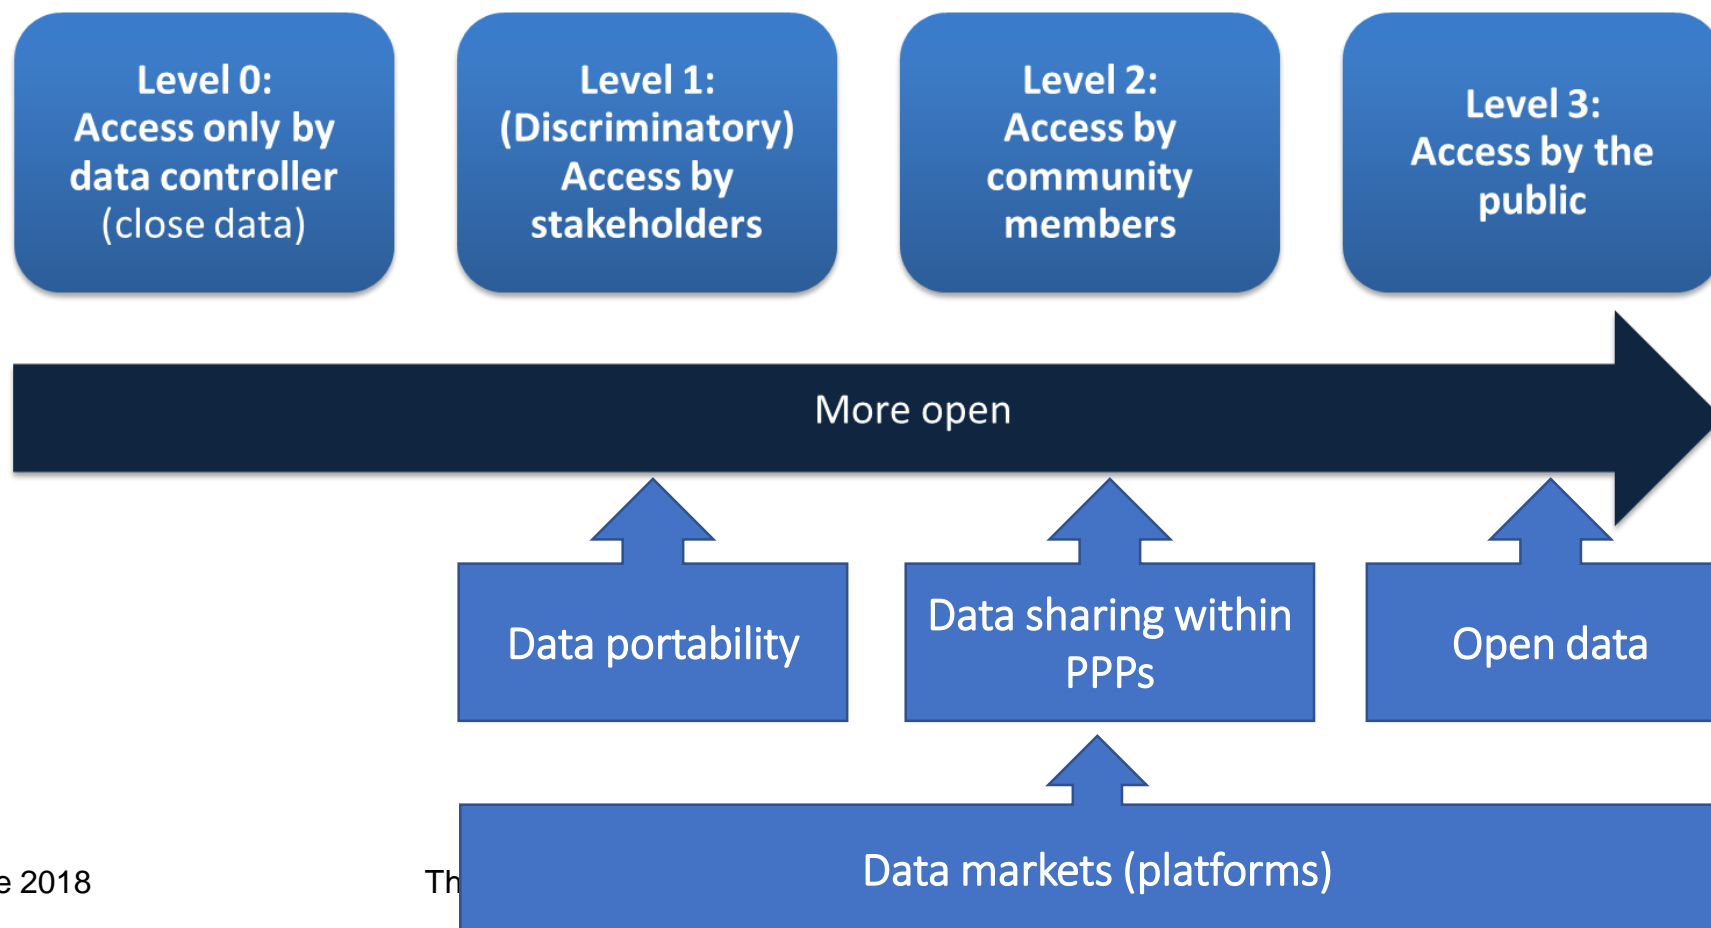 Level 0:
Access only by
data controller
(close data)
Level 1:
(Discriminatory)
Access by
stakeholders
Level 2:
Access by
community
members
Level 3:
Access by the
public
More open
Data portability
Data sharing within
PPPs
Open data
Data markets (platforms)
2018